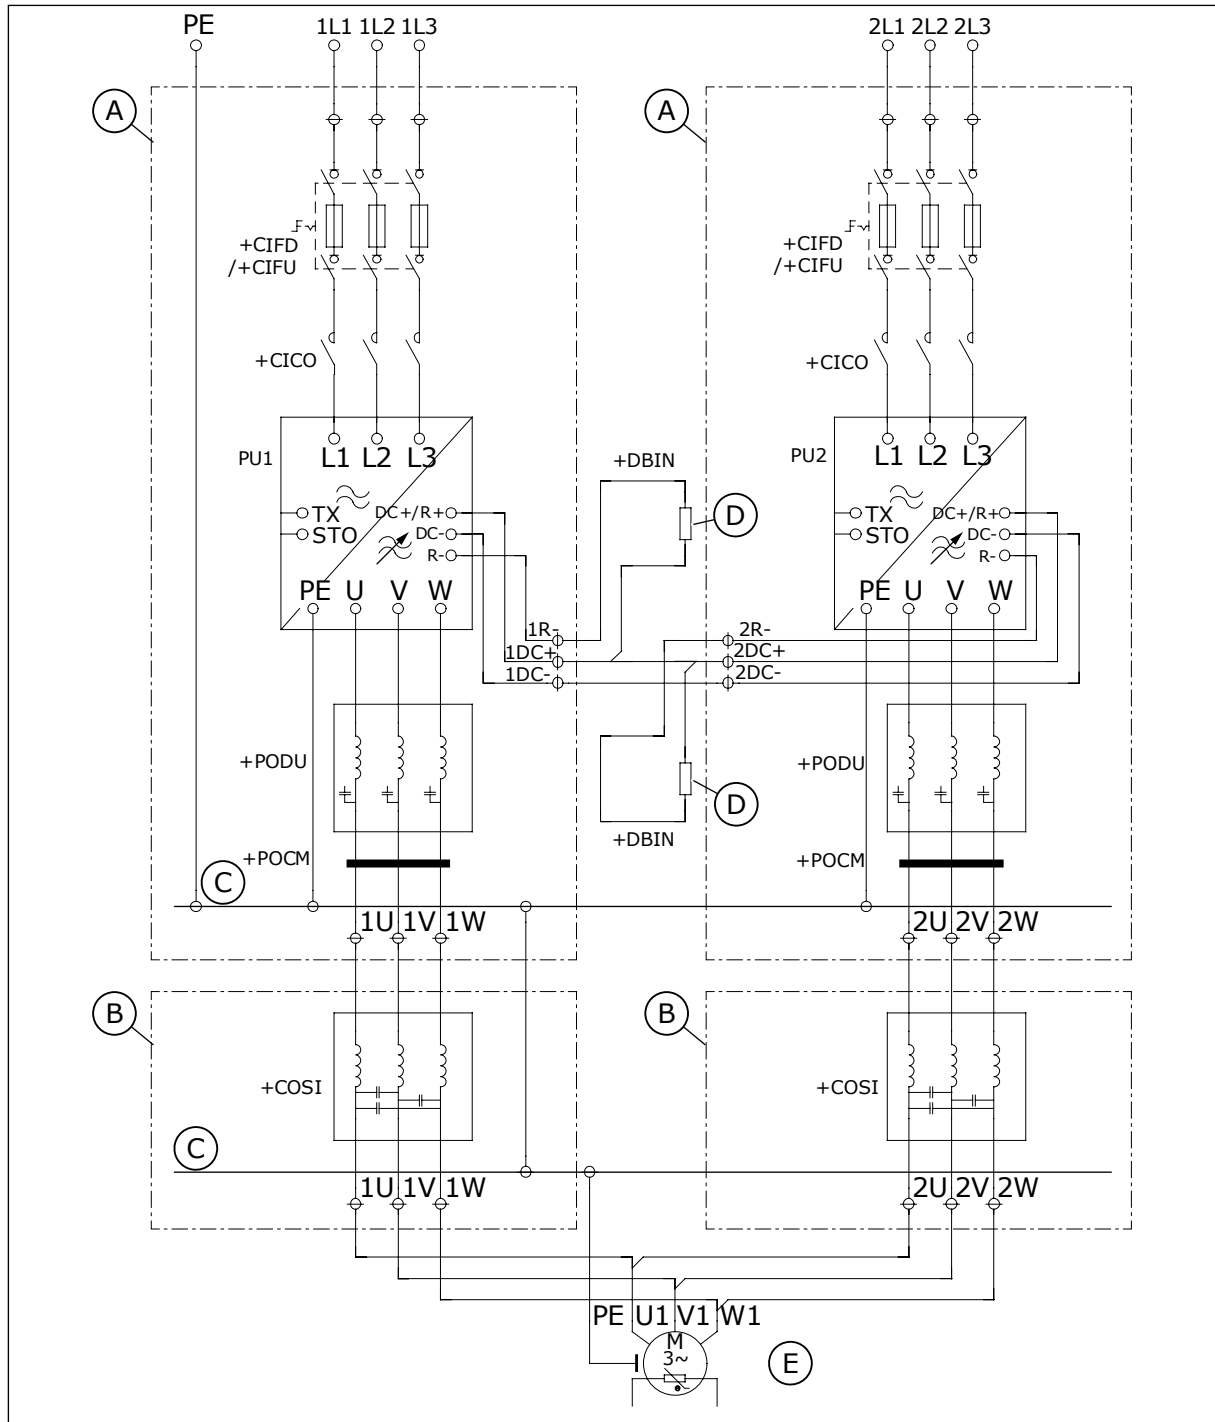 PE 1L1 1L2 1L3 2L1 2L2 2L3
A A
+CIFD +CIFD
/+CIFU /+CIFU
+CICO +CICO
PU1 L1 L2 L3 +DBIN PU2 L1 L2 L3
TX DC+/R+ D TX DC+/R+
STO DC- STO DC-
R- R-
PE U V W PE U V W
1R- 2R-
1DC+ 2DC+
1DC- 2DC-
+PODU +PODU
D
+DBIN
+POCM +POCM
C
1U 1V 1W 2U 2V 2W
B B
+COSI +COSI
C
1U 1V 1W 2U 2V 2W
PE U1 V1 W1
M
3~
E